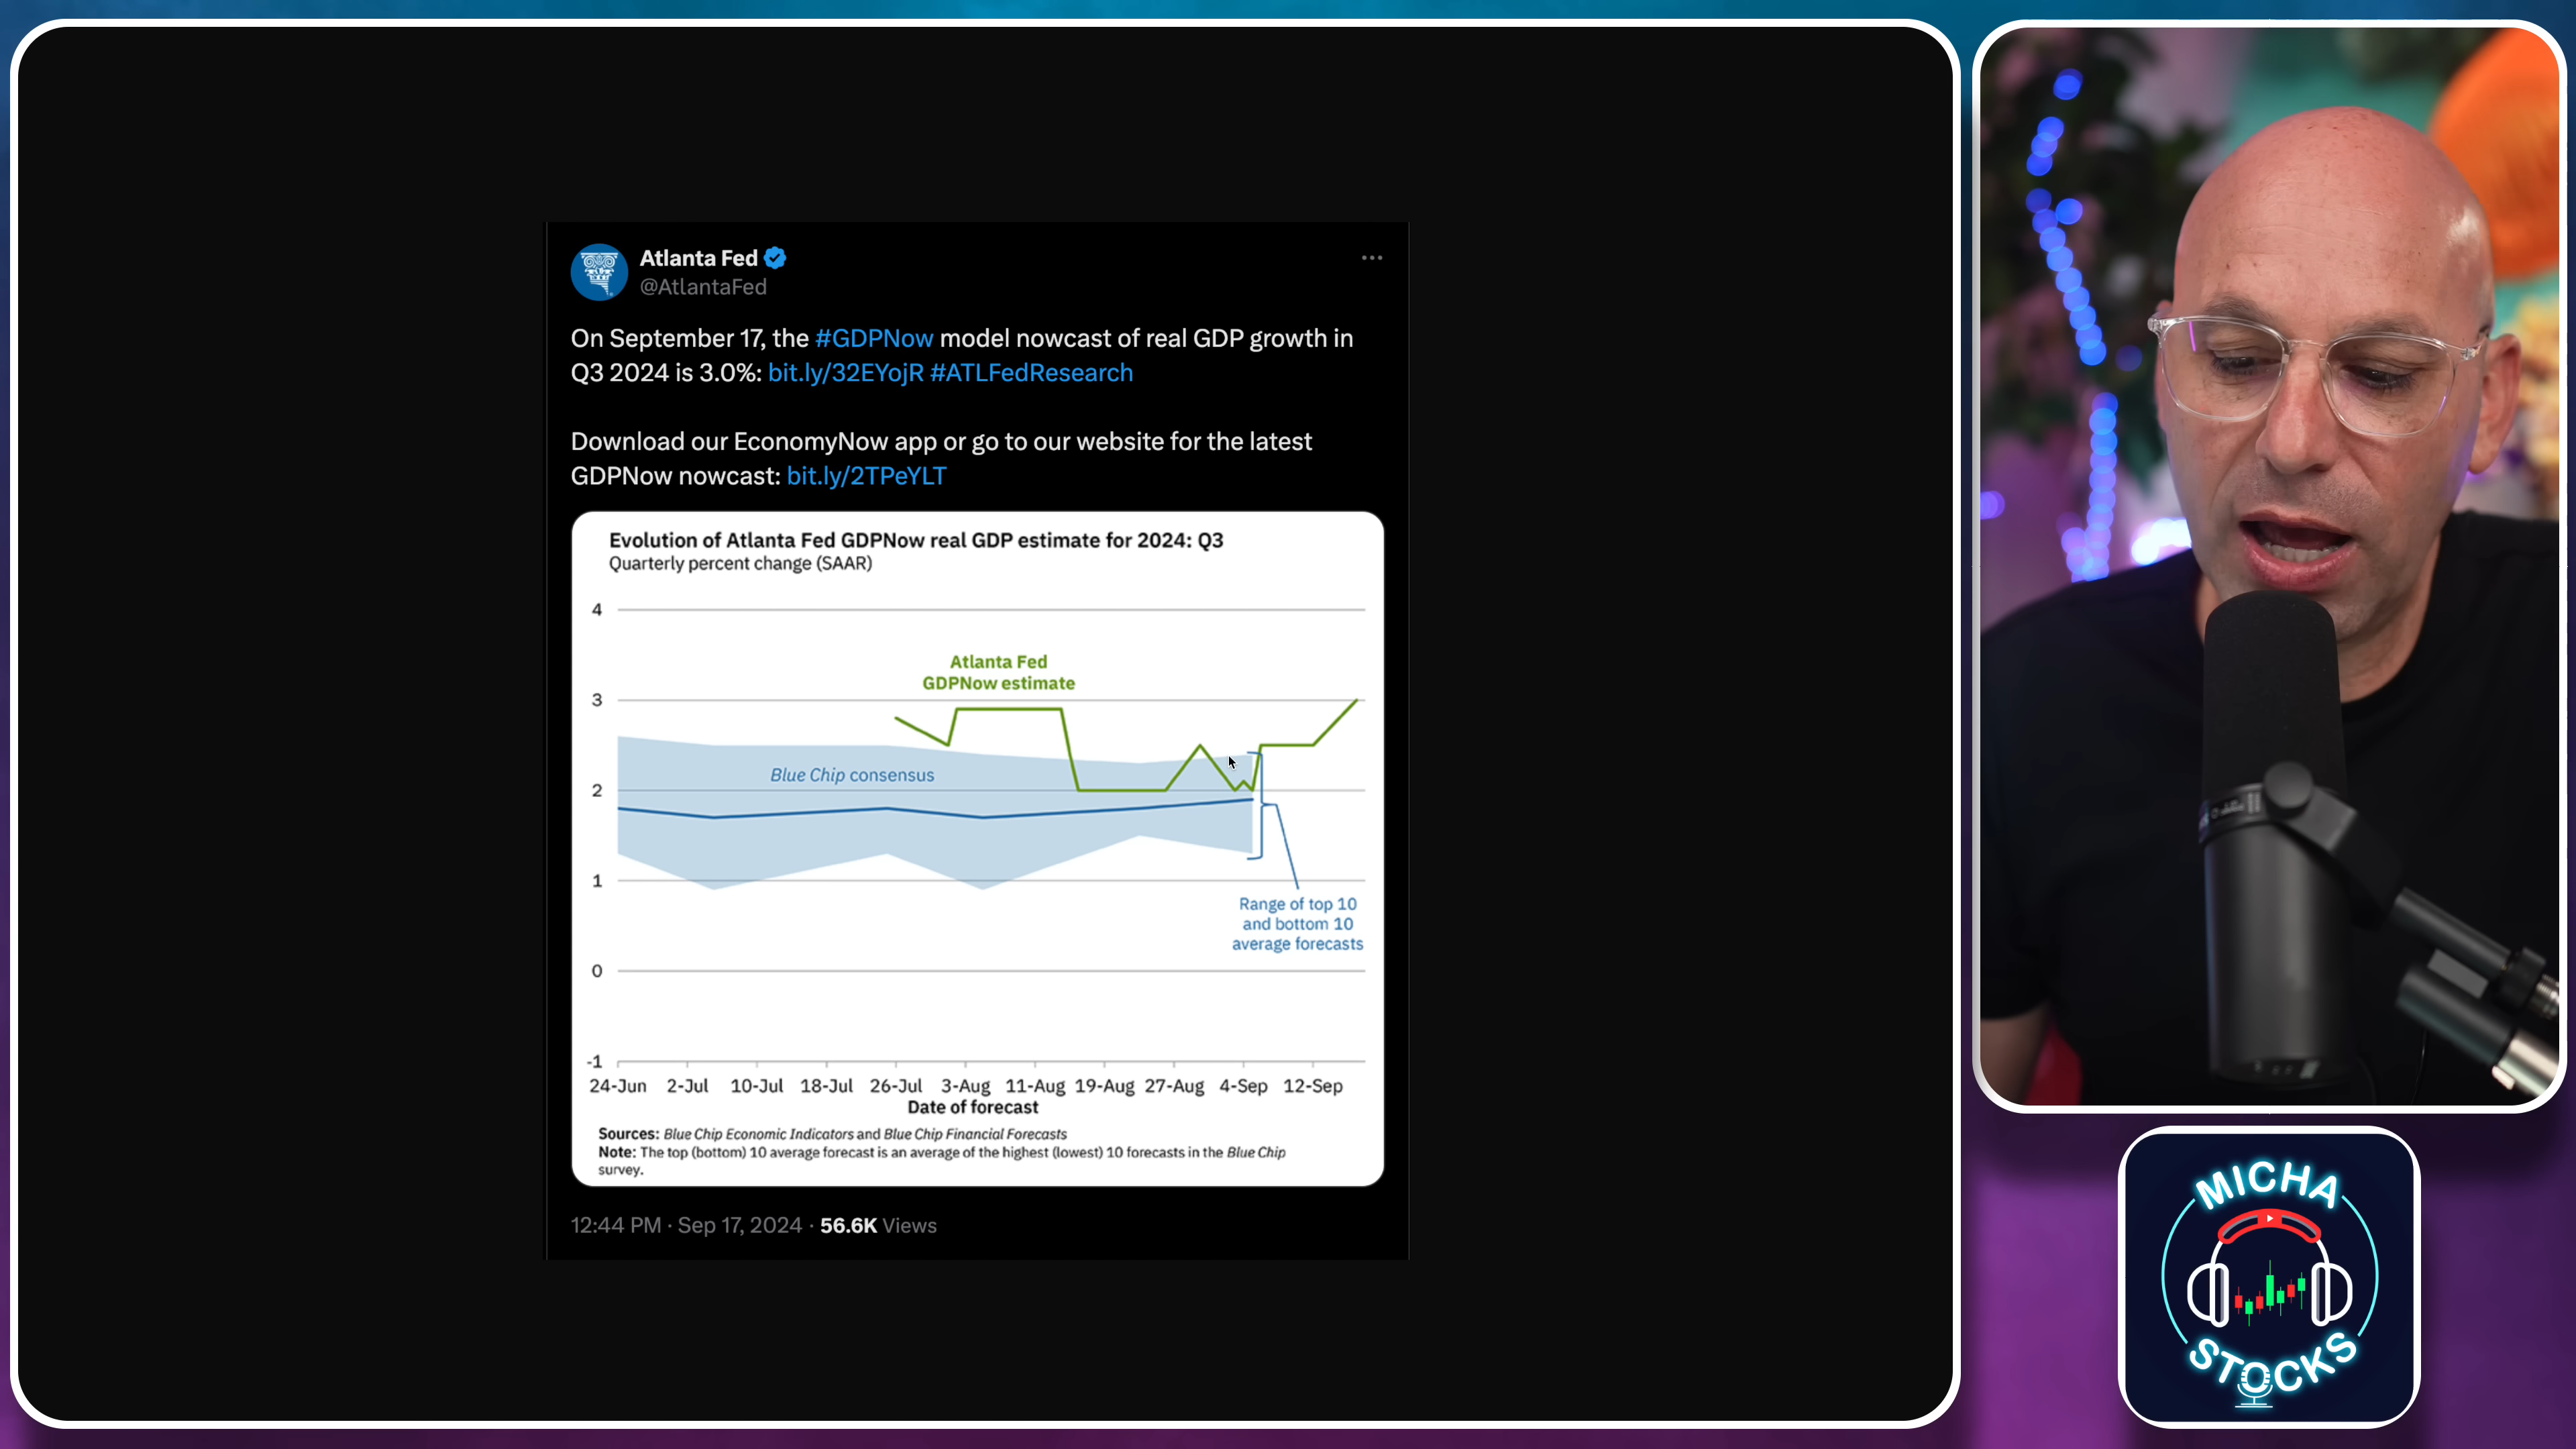 Atlanta Fed
@AtlantaFed
On September 17, the #GDPNow model nowcast of real GDP growth in
Q3 2024 is 3.0%: bit.ly/32EYojR #ATLFedResearch
Download our EconomyNow app or go to our website for the latest
GDPNow nowcast: bit.ly/2TPeYLT
Evolution of Atlanta Fed GDPNow real GDP estimate for 2024: Q3
Quarterly percent change (SAAR)
4
Atlanta Fed
GDPNow estimate
3
Blue Chip consensus
2
1
Range of top 10
and bottom 10
average forecasts
0
-1
24-Jun 2-Jul 10-Jul 18-Jul 26-Jul 3-Aug 11-Aug 19-Aug 27-Aug 4-Sep 12-Sep
Date of forecast
Sources: Blue Chip Economic Indicators and Blue Chip Financial Forecasts
Note: The top (bottom) 10 average forecast is an average of the highest (lowest) 10 forecasts in the Blue Chip
survey.
12:44 PM · Sep 17, 2024 · 56.6K Views
MICHA
STOCKS